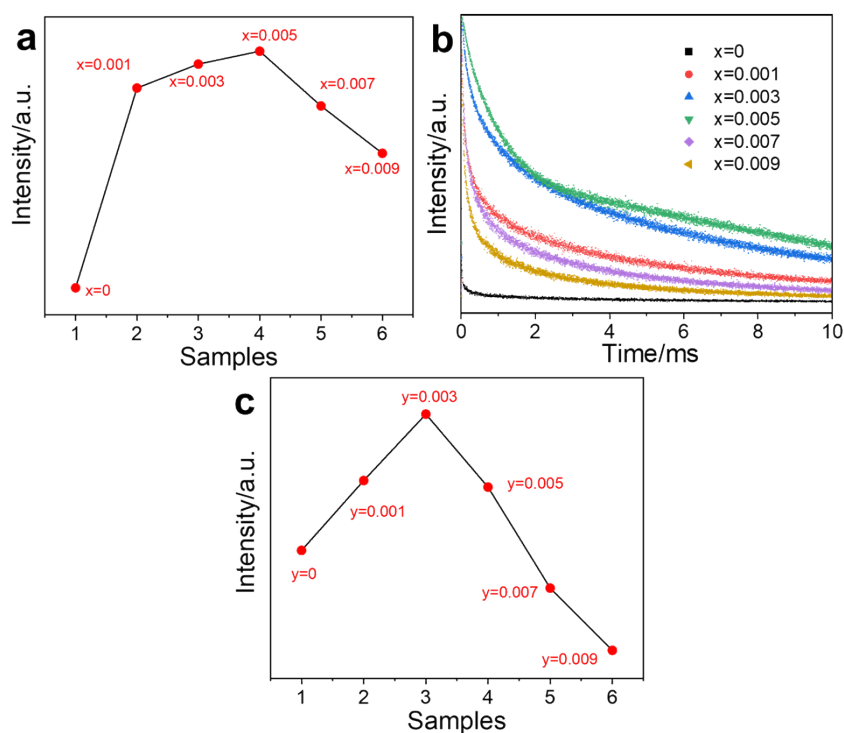 a
Intensity/a.u.
x=0
x=0.001
x=0.003
x=0.005
x=0.007
x=0.009
1 2 3 4 5 6
Samples
b
Intensity/a.u.
x=0
x=0.001
x=0.003
x=0.005
x=0.007
x=0.009
0 2 4 6 8 10
Time/ms
c
Intensity/a.u.
y=0
y=0.001
y=0.003
y=0.005
y=0.007
y=0.009
1 2 3 4 5 6
Samples